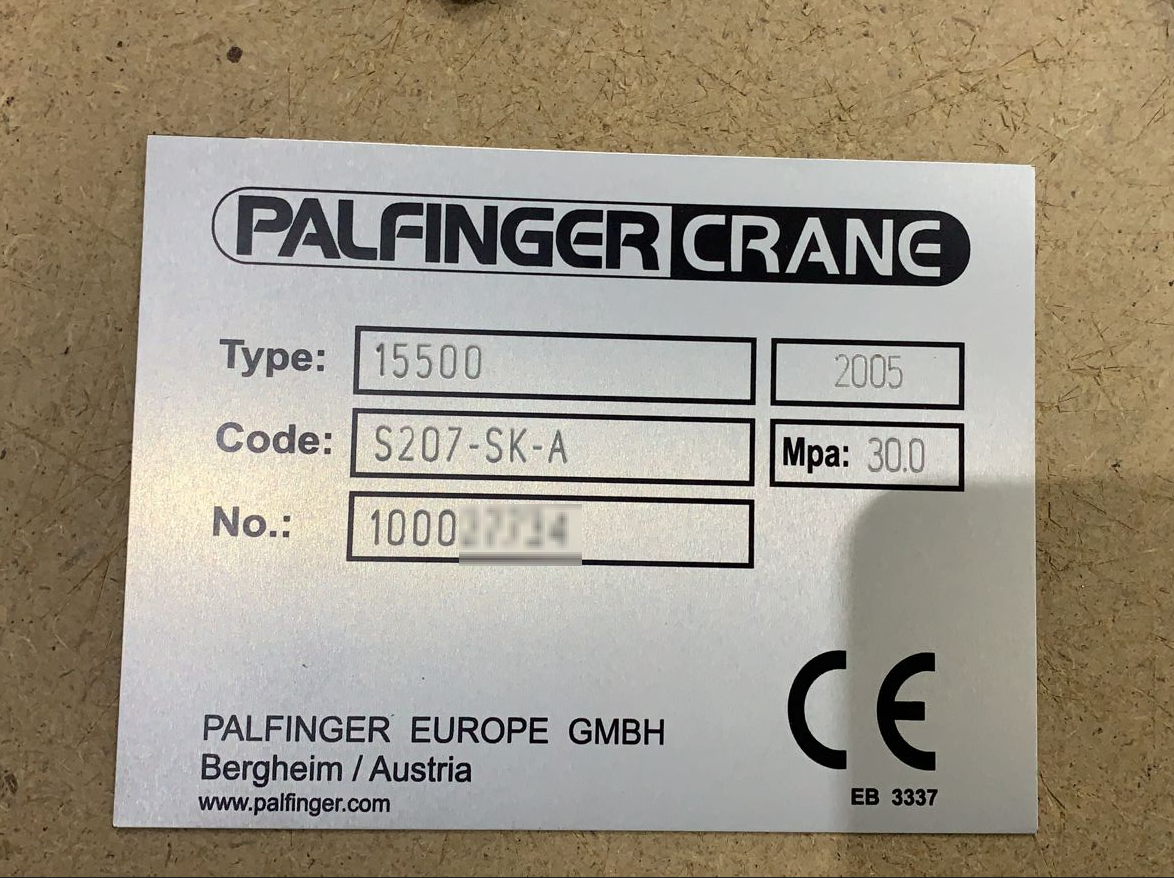 PALFINGER CRANE
Type: 15500 2005
Code: S207-SK-A Mpa: 30.0
No.: 1000
PALFINGER EUROPE GMBH
Bergheim / Austria
www.palfinger.com
CE
EB 3337